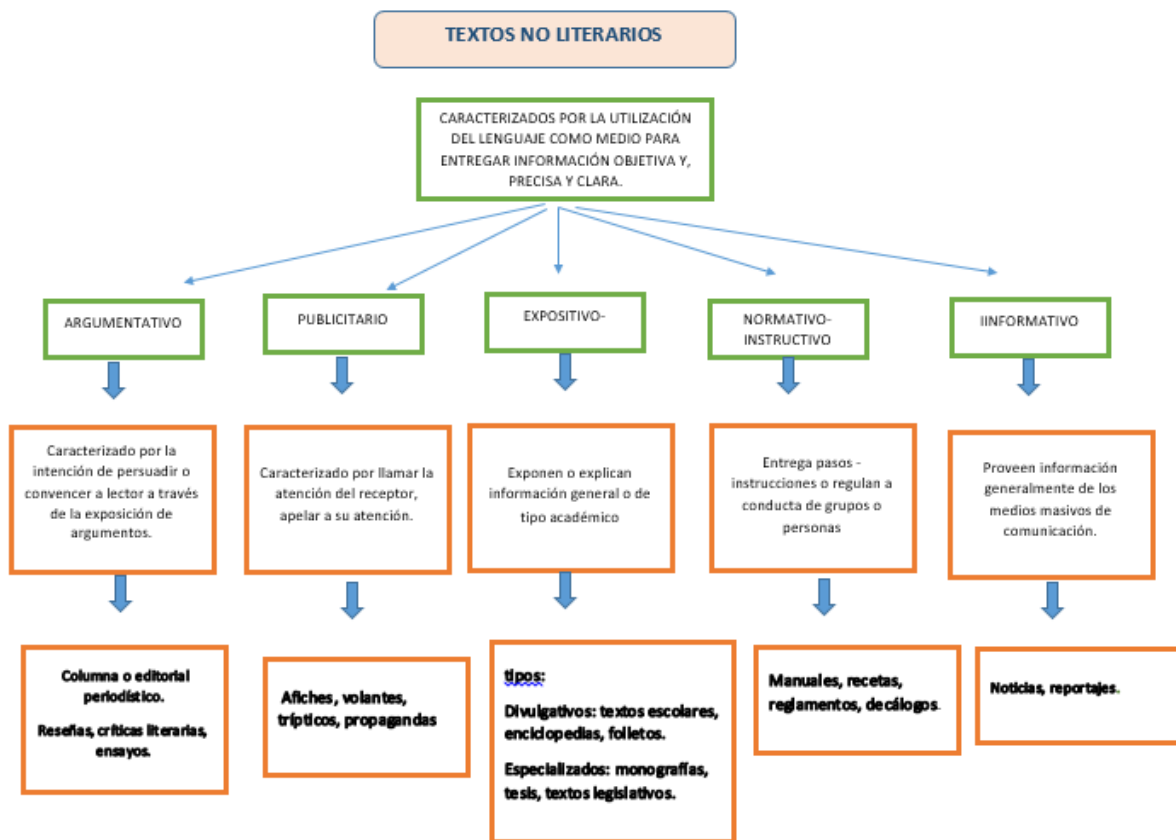 TEXTOS NO LITERARIOS
CARACTERIZADOS POR LA UTILIZACIÓN
DEL LENGUAJE COMO MEDIO PARA
ENTREGAR INFORMACIÓN OBJETIVA Y,
PRECISA Y CLARA.
ARGUMENTATIVO
PUBLICITARIO
EXPOSITIVO-
NORMATIVO-
INSTRUCTIVO
IINFORMATIVO
Caracterizado por la
intención de persuadir o
convencer a lector a través
de la exposición de
argumentos.
Caracterizado por llamar la
atención del receptor,
apelar a su atención.
Exponen o explican
información general o de
tipo académico
Entrega pasos -
instrucciones o regulan a
conducta de grupos o
personas
Proveen información
generalmente de los
medios masivos de
comunicación.
Columna o editorial
periodístico.
Reseñas, críticas literarias,
ensayos.
Afiches, volantes,
trípticos, propagandas
tipos:
Divulgativos: textos escolares,
enciclopedias, folletos.
Especializados: monografías,
tesis, textos legislativos.
Manuales, recetas,
reglamentos, decálogos.
Noticias, reportajes.